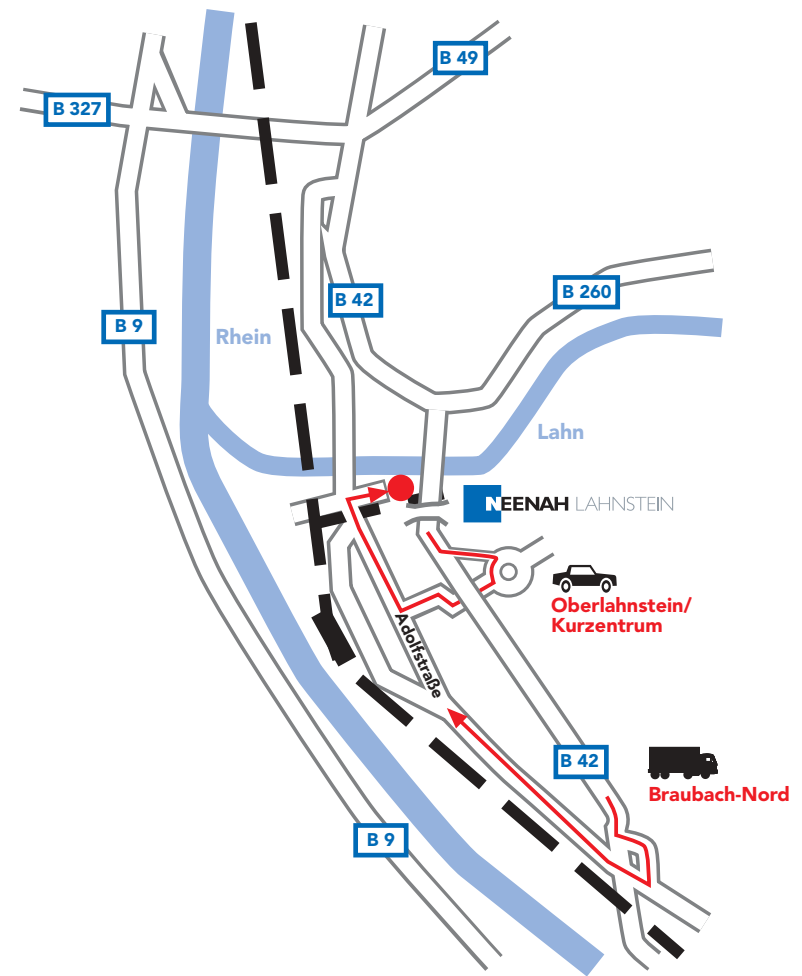 B 49
B 327
B 42
B 260
B 9
Rhein
Lahn
NEENAH LAHNSTEIN
Oberlahnstein/
Kurzentrum
Adolfstraße
B 42
Braubach-Nord
B 9